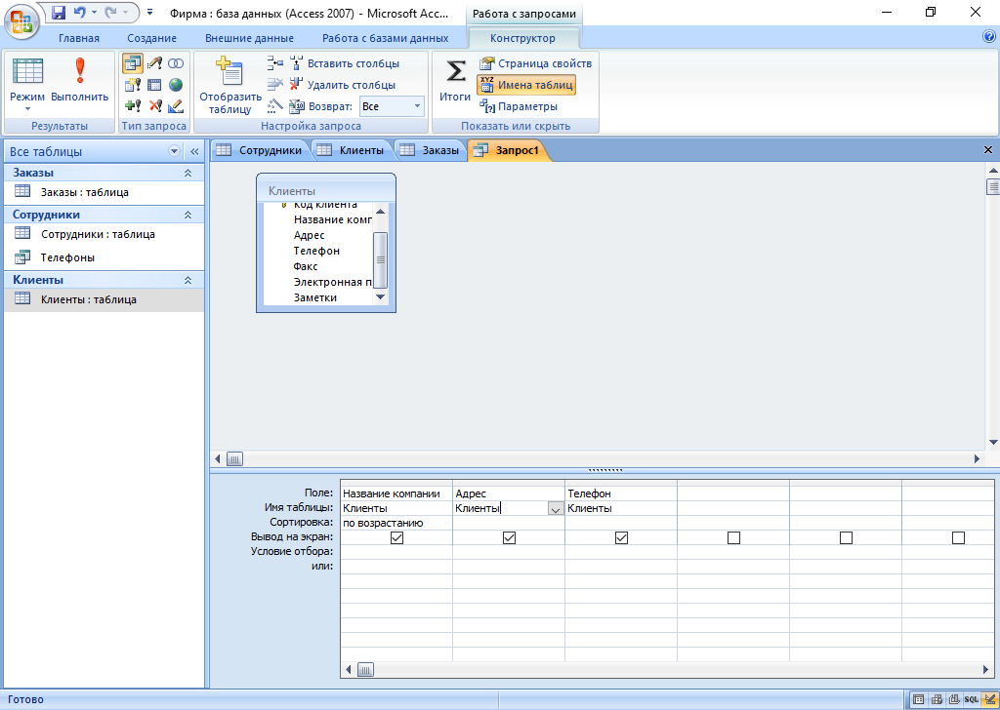 Фирма : база данных (Access 2007) - Microsoft Acc...
Работа с запросами
Главная
Создание
Внешние данные
Работа с базами данных
Конструктор
Режим
Выполнить
Результаты
Тип запроса
Отобразить
таблицу
Вставить столбцы
Удалить столбцы
Возврат:
Все
Настройка запроса
Итоги
Страница свойств
XYZ
Имена таблиц
Параметры
Показать или скрыть
Все таблицы
Заказы
Заказы : таблица
Сотрудники
Сотрудники : таблица
Телефоны
Клиенты
Клиенты : таблица
Сотрудники
Клиенты
Заказы
Запрос1
Клиенты
Код клиента
Название комп
Адрес
Телефон
Факс
Электронная п
Заметки
Поле: Название компании Адрес Телефон
Имя таблицы: Клиенты Клиенты Клиенты
Сортировка: по возрастанию
Вывод на экран:
Условие отбора:
или:
Готово
SQL